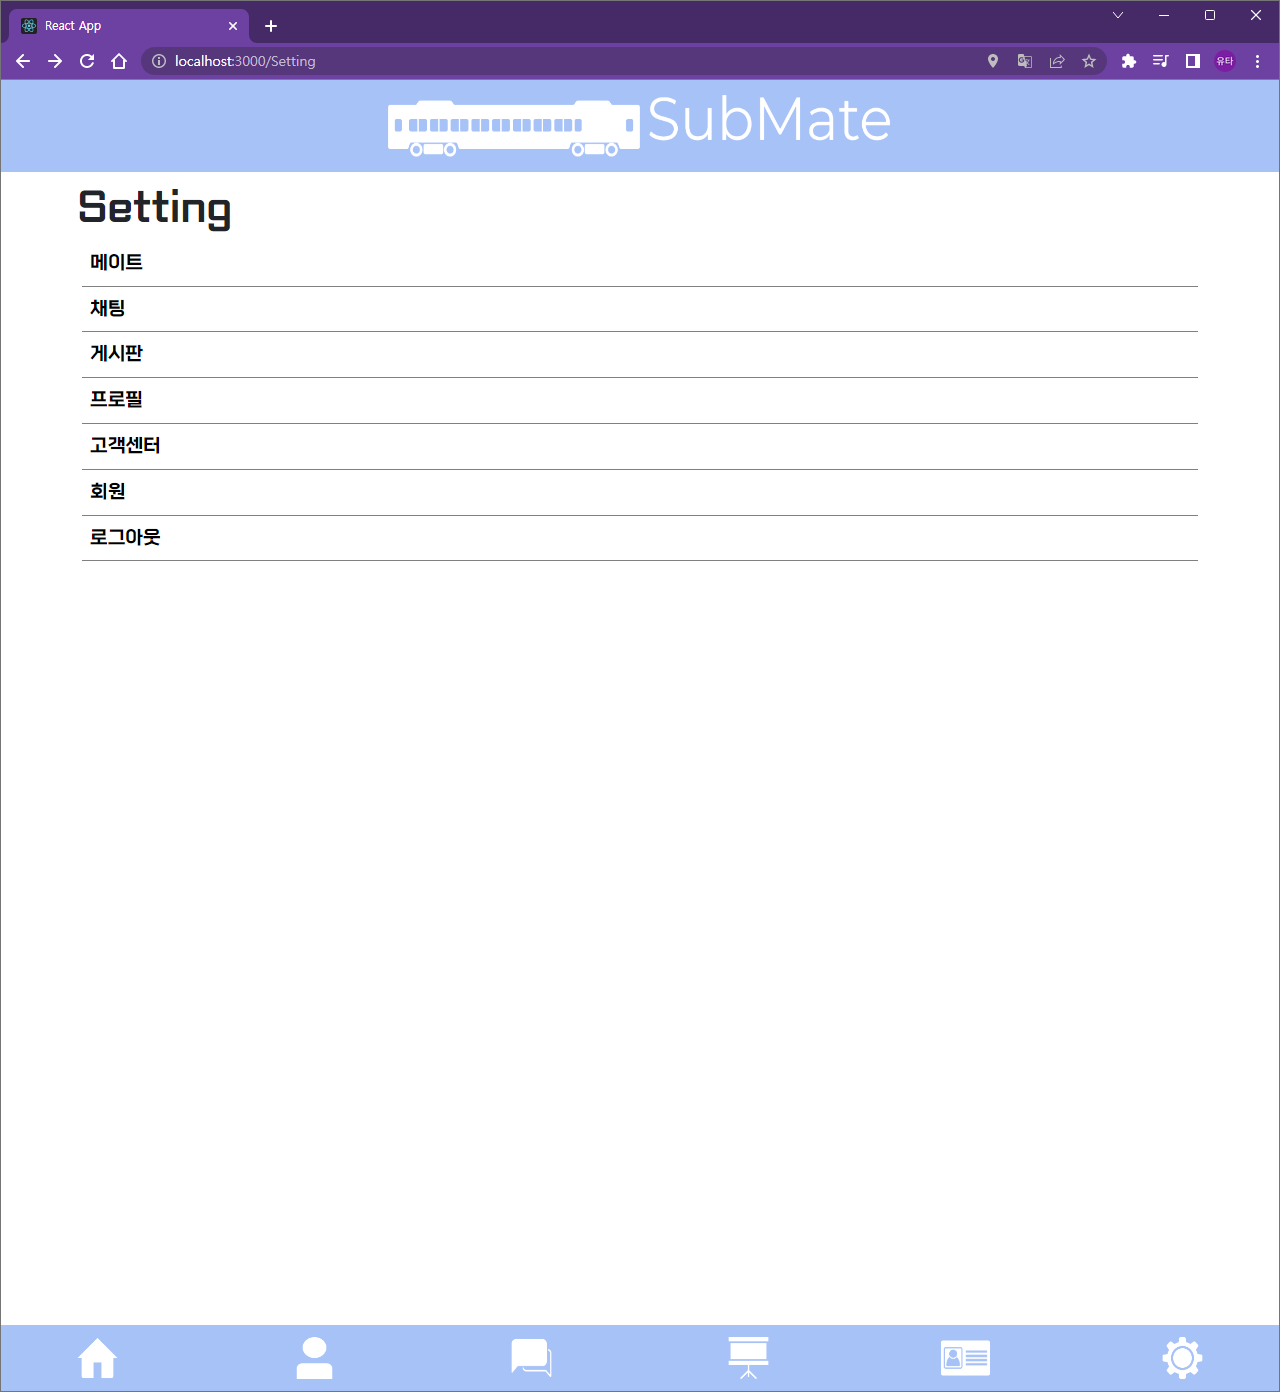 React App
localhost:3000/Setting
유타
SubMate
Setting
메이트
채팅
게시판
프로필
고객센터
회원
로그아웃